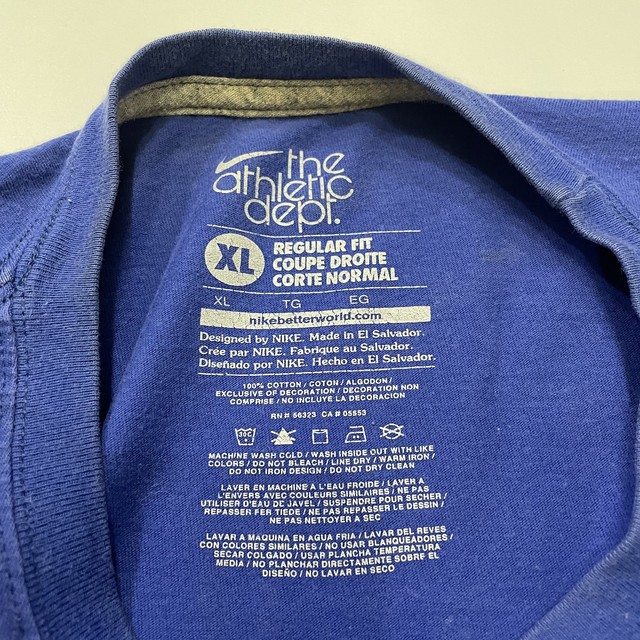 the
athletic
dept.
XL
REGULAR FIT
COUPE DROITE
CORTE NORMAL
XL TG EG
nikebetterworld.com
Designed by NIKE. Made in El Salvador.
Crée par NIKE. Fabrique au Salvador.
Diseñado por NIKE. Hecho en El Salvador.
100% COTTON / COTON / ALGODON
EXCLUSIVE OF DECORATION / DECORATION NON
COMPRISE / NO INCLUYE LA DECORACION
RN# 56323 CA# 05553
30C
MACHINE WASH COLD / WASH INSIDE OUT WITH LIKE
COLORS / DO NOT BLEACH / LINE DRY / WARM IRON /
DO NOT IRON DESIGN / DO NOT DRY CLEAN
LAVER EN MACHINE A L'EAU FROIDE / LAVER A
L'ENVERS AVEC COULEURS SIMILAIRES / NE PAS
UTILISER D'EAU DE JAVEL / SUSPENDRE POUR SECHER /
REPASSER FER TIEDE / NE PAS REPASSER LE DESSIN /
NE PAS NETTOYER A SEC
LAVAR A MAQUINA EN AGUA FRIA / LAVAR DEL REVES
CON COLORES SIMILARES / NO USAR BLANQUEADORES /
SECAR COLGADO / USAR PLANCHA TEMPERATURA
MEDIA / NO PLANCHAR DIRECTAMENTE SOBRE EL
DISEÑO / NO LAVAR EN SECO